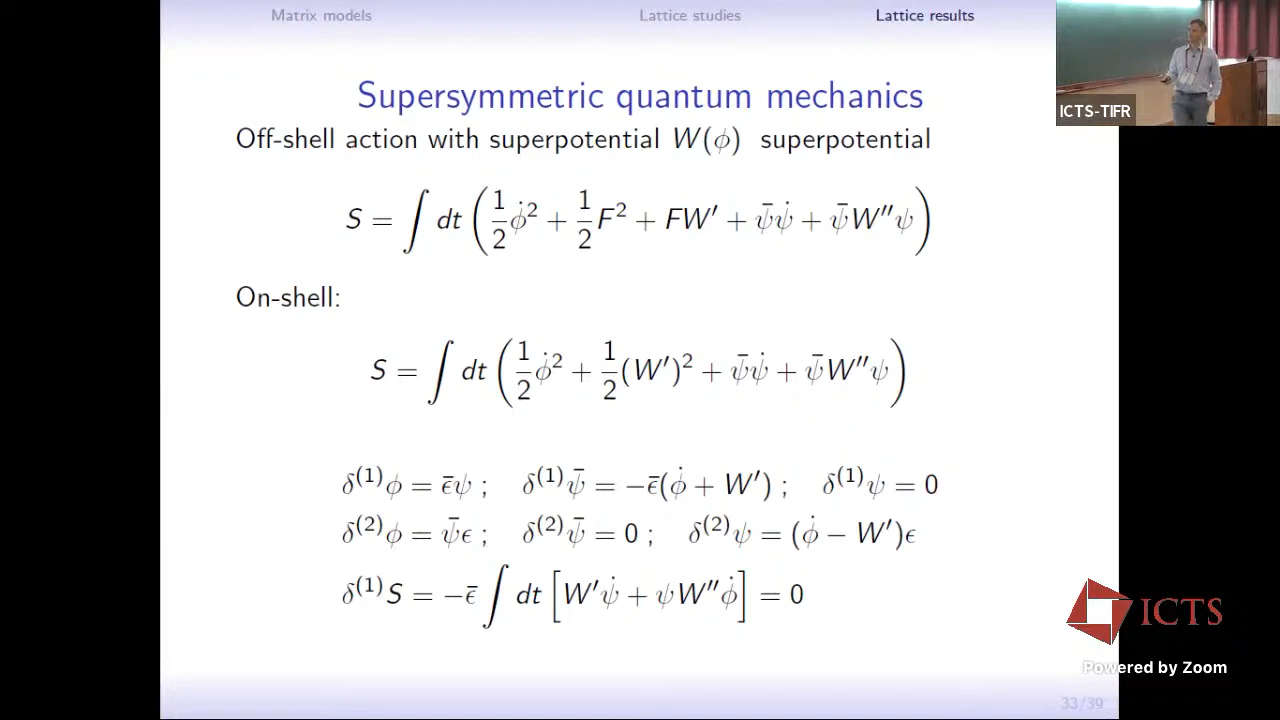 Matrix models Lattice studies Lattice results
Supersymmetric quantum mechanics
Off-shell action with superpotential W(ϕ) superpotential
S = ∫ dt ( 1/2 ϕ̇² + 1/2 F² + FW′ + ψ̄ψ̇ + ψ̄W″ψ )
On-shell:
S = ∫ dt ( 1/2 ϕ̇² + 1/2 (W′)² + ψ̄ψ̇ + ψ̄W″ψ )
δ⁽¹⁾ϕ = ε̄ψ ; δ⁽¹⁾ψ̄ = −ε̄(ϕ̇ + W′) ; δ⁽¹⁾ψ = 0
δ⁽²⁾ϕ = ψ̄ε ; δ⁽²⁾ψ̄ = 0 ; δ⁽²⁾ψ = (ϕ̇ − W′)ε
δ⁽¹⁾S = −ε̄ ∫ dt [ W′ψ̇ + ψW″ϕ̇ ] = 0
33/39
ICTS-TIFR
ICTS
Powered by Zoom